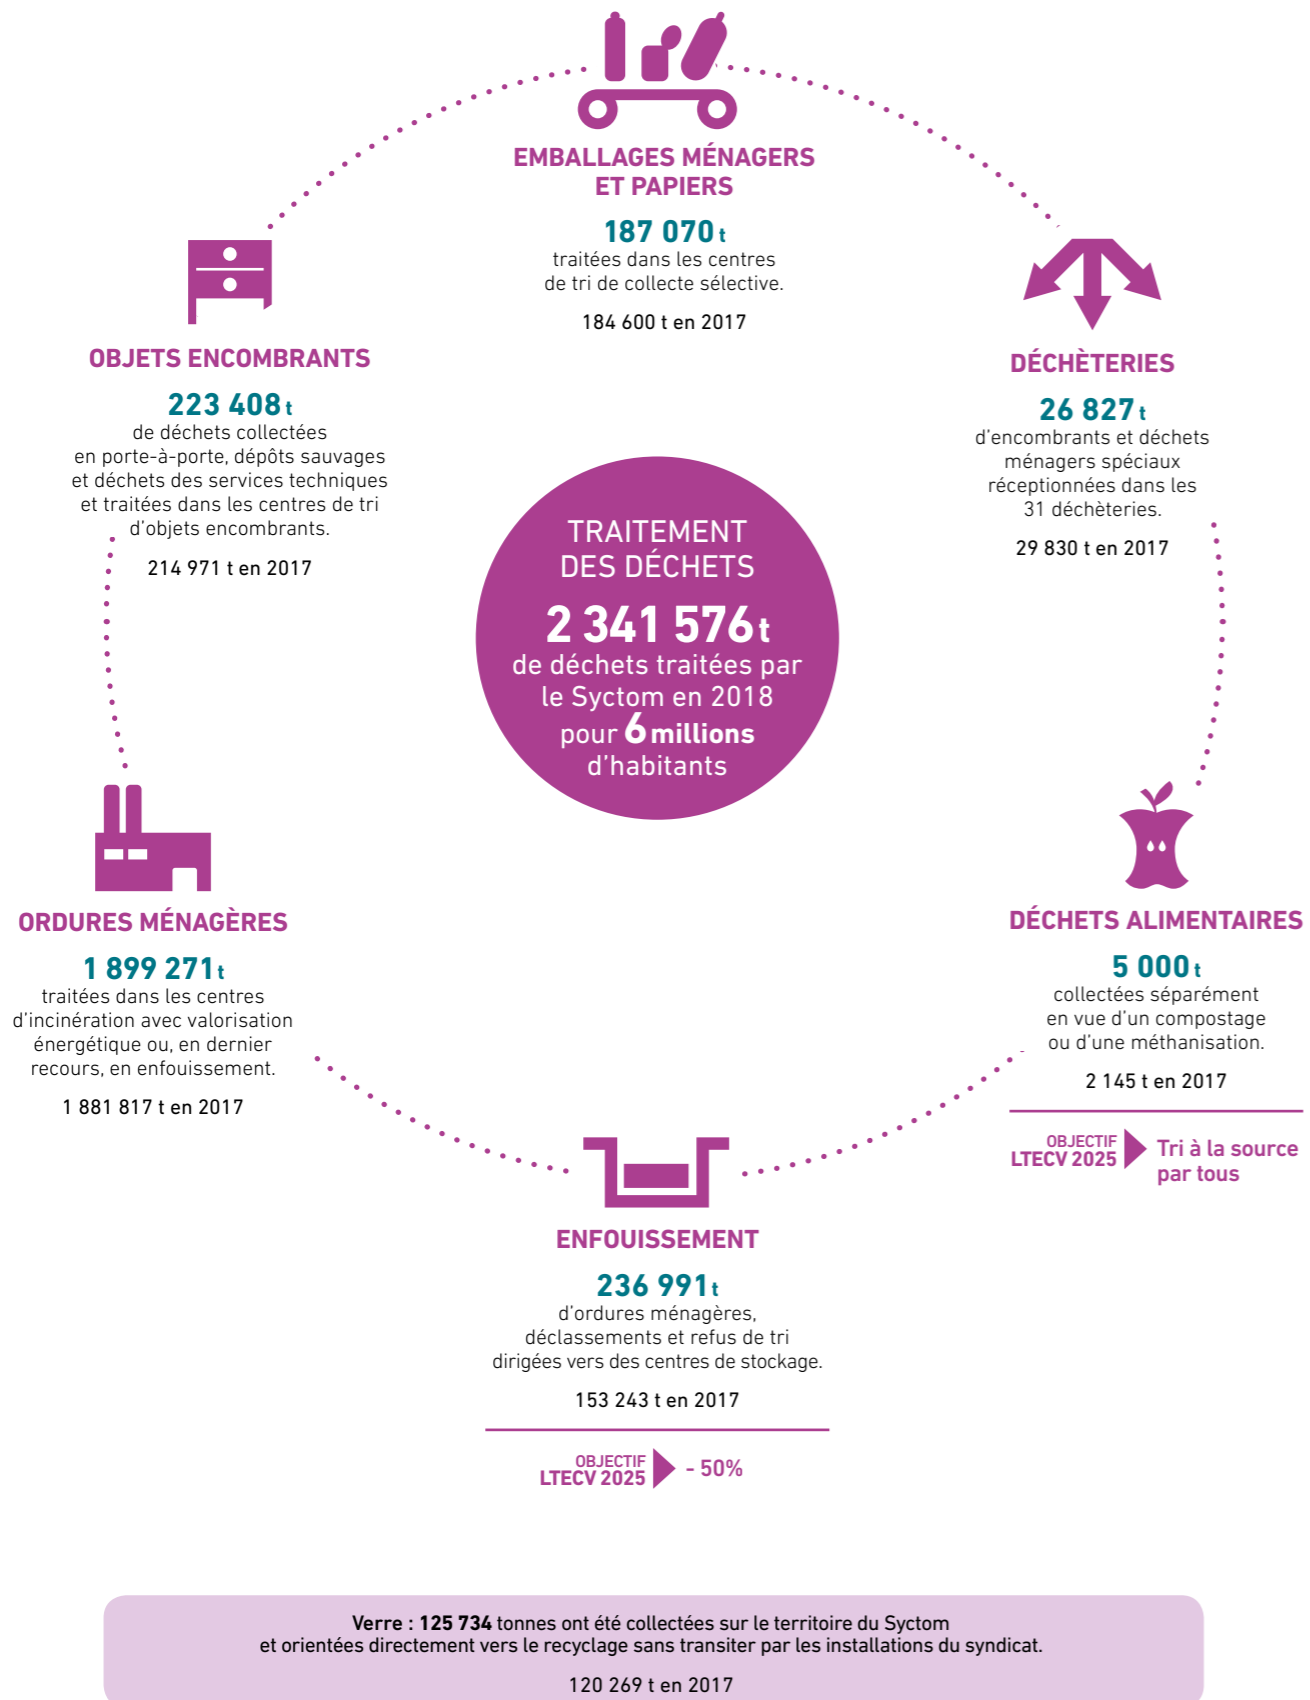 EMBALLAGES MÉNAGERS
ET PAPIERS
187 070 t
traitées dans les centres
de tri de collecte sélective.
184 600 t en 2017
OBJETS ENCOMBRANTS
223 408 t
de déchets collectées
en porte-à-porte, dépôts sauvages
et déchets des services techniques
et traitées dans les centres de tri
d'objets encombrants.
214 971 t en 2017
DÉCHÈTERIES
26 827 t
d'encombrants et déchets
ménagers spéciaux
réceptionnées dans les
31 déchèteries.
29 830 t en 2017
TRAITEMENT
DES DÉCHETS
2 341 576 t
de déchets traitées par
le Syctom en 2018
pour 6 millions
d'habitants
ORDURES MÉNAGÈRES
1 899 271 t
traitées dans les centres
d'incinération avec valorisation
énergétique ou, en dernier
recours, en enfouissement.
1 881 817 t en 2017
DÉCHETS ALIMENTAIRES
5 000 t
collectées séparément
en vue d'un compostage
ou d'une méthanisation.
2 145 t en 2017
OBJECTIF
LTECV 2025
Tri à la source
par tous
ENFOUISSEMENT
236 991 t
d'ordures ménagères,
déclassements et refus de tri
dirigées vers des centres de stockage.
153 243 t en 2017
OBJECTIF
LTECV 2025
- 50%
Verre : 125 734 tonnes ont été collectées sur le territoire du Syctom
et orientées directement vers le recyclage sans transiter par les installations du syndicat.
120 269 t en 2017